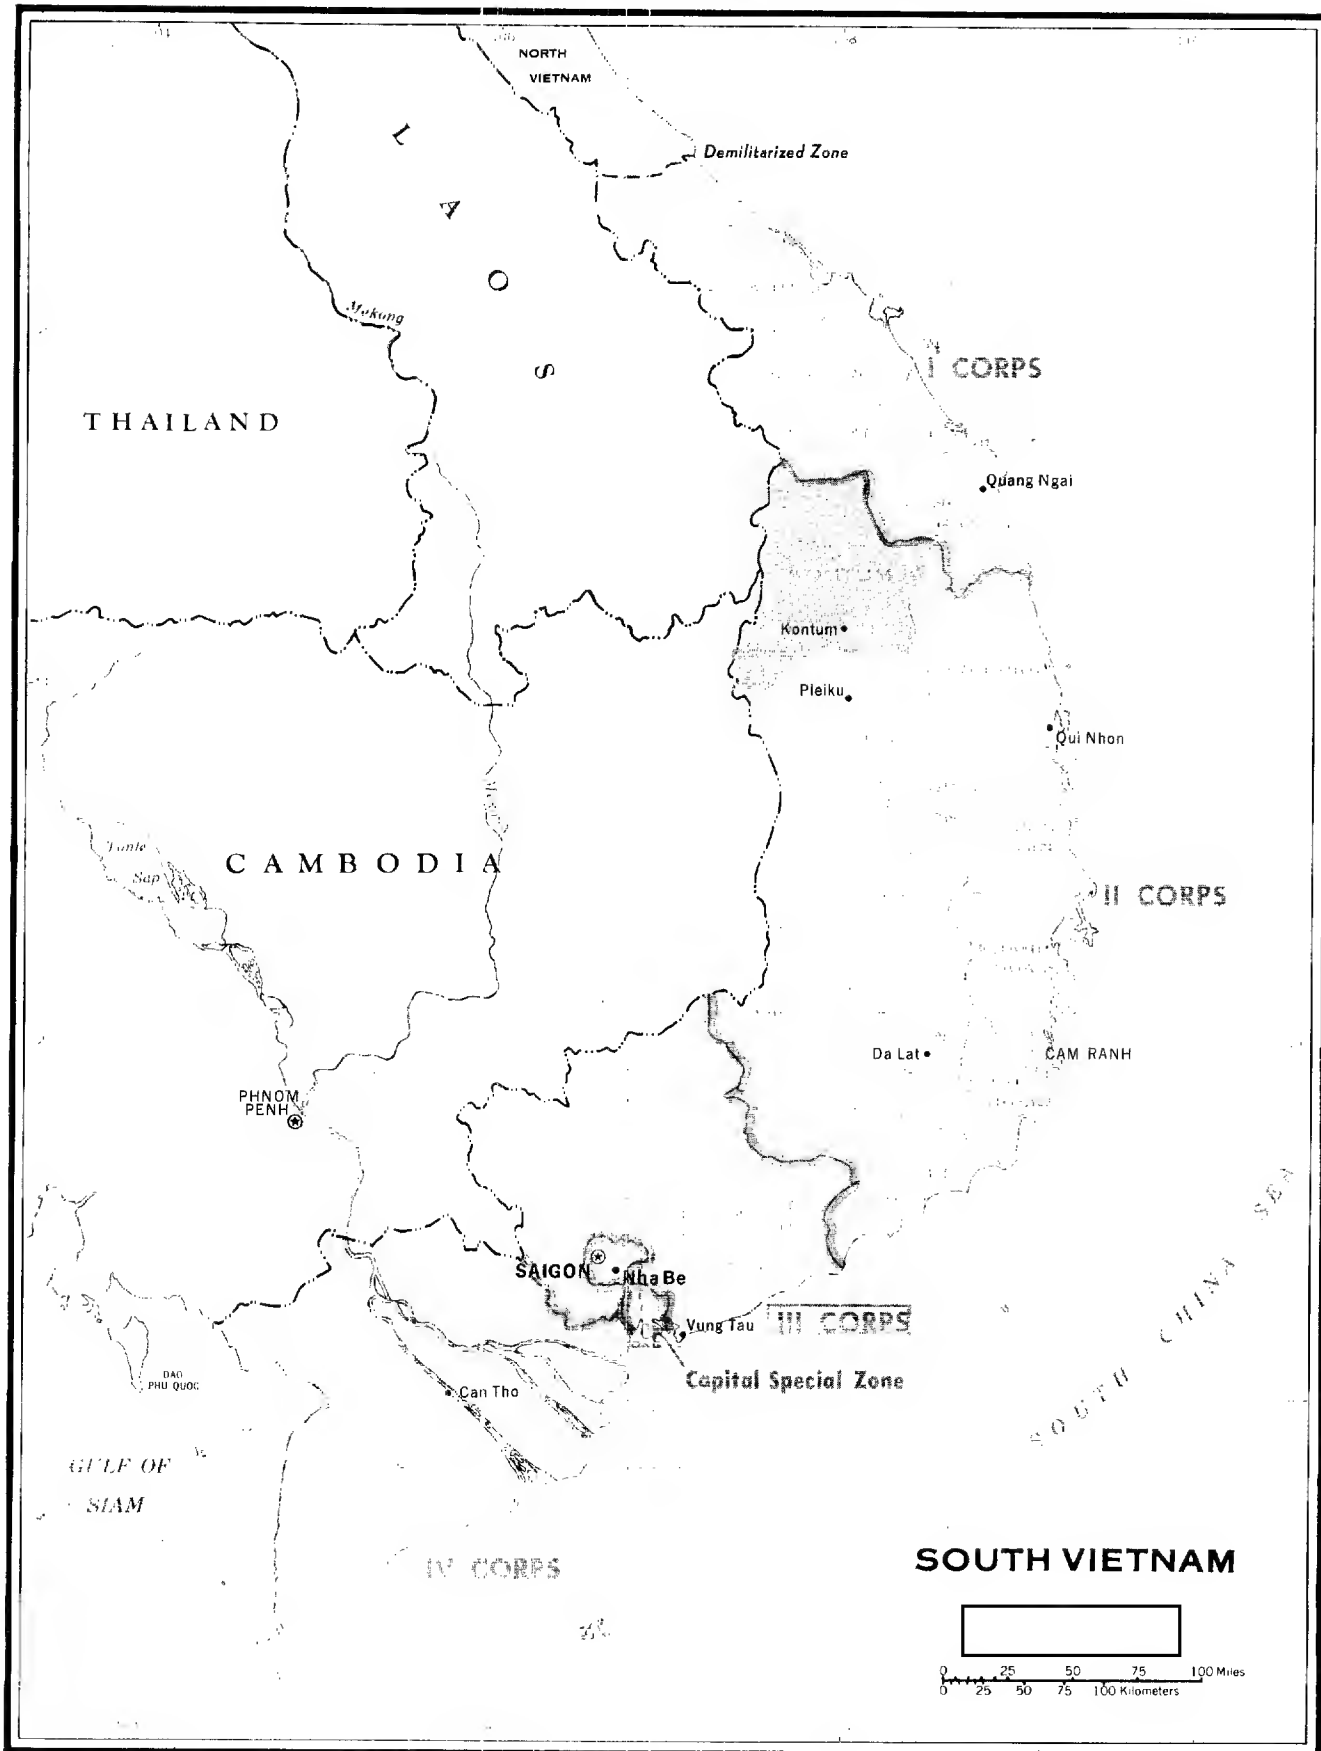 NORTH
VIETNAM
Demilitarized Zone
L A O S
Mekong
I CORPS
THAILAND
Quang Ngai
Kontum
Pleiku
Qui Nhon
Tonle
Sap
CAMBODIA
II CORPS
Da Lat
CAM RANH
PHNOM
PENH
SAIGON
Nha Be
Vung Tau
III CORPS
Capital Special Zone
DAO
PHU QUOC
Can Tho
SOUTH CHINA SEA
GULF OF
SIAM
IV CORPS
SOUTH VIETNAM
0 25 50 75 100 Miles
0 25 50 75 100 Kilometers